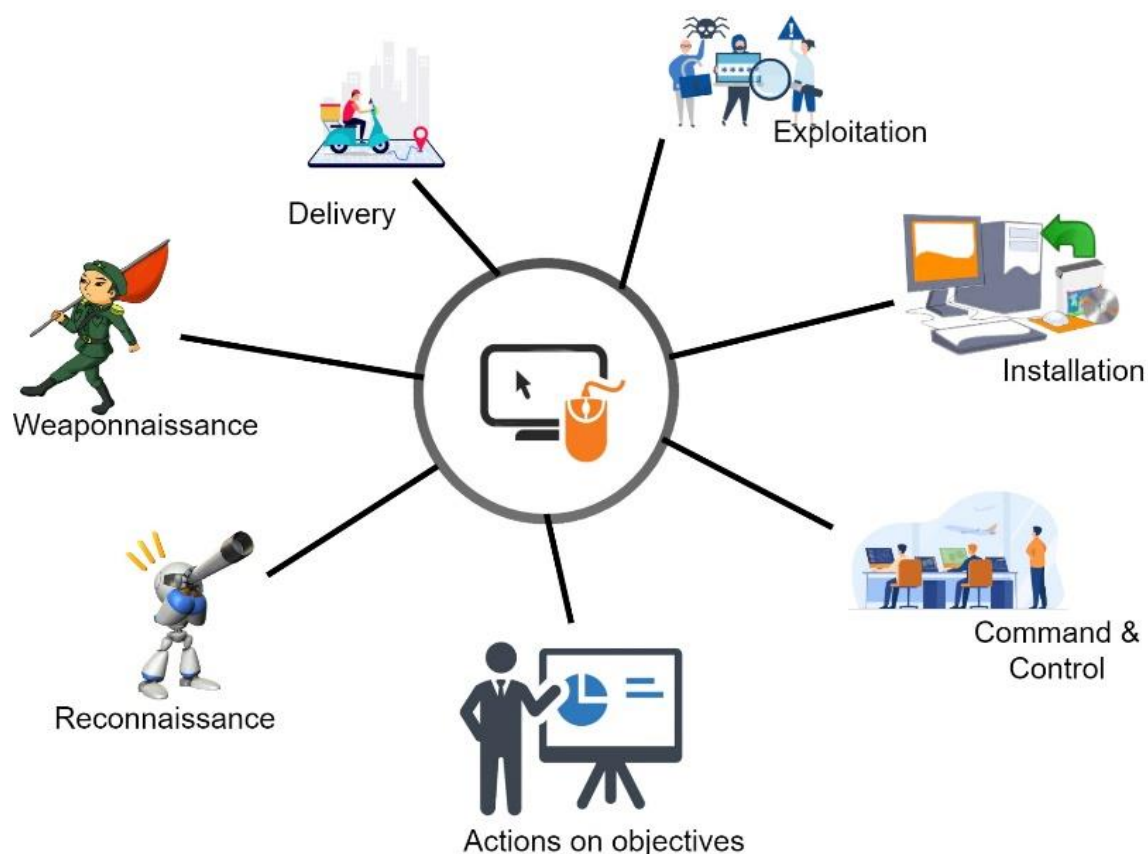 Exploitation
Delivery
Installation
Weaponnaissance
Command &
Control
Reconnaissance
Actions on objectives